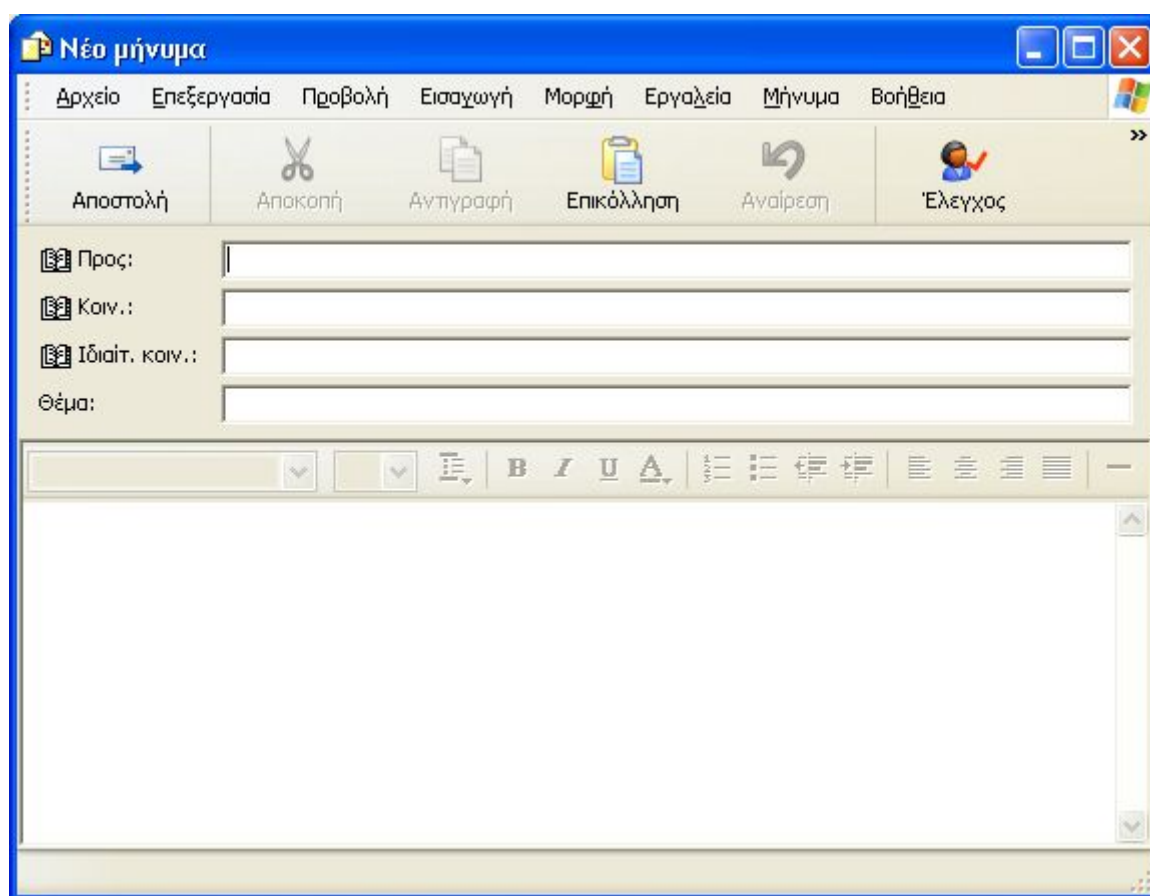 Νέο μήνυμα
Αρχείο Επεξεργασία Προβολή Εισαγωγή Μορφή Εργαλεία Μήνυμα Βοήθεια
Αποστολή Αποκοπή Αντιγραφή Επικόλληση Αναίρεση Έλεγχος »
Προς:
Κοιν.:
Ιδιαίτ. κοιν.:
Θέμα:
B I U A